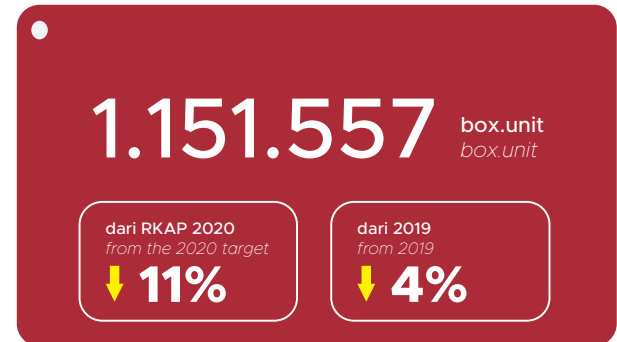 1.151.557
box.unit
box.unit
dari RKAP 2020
from the 2020 target
11%
dari 2019
from 2019
4%